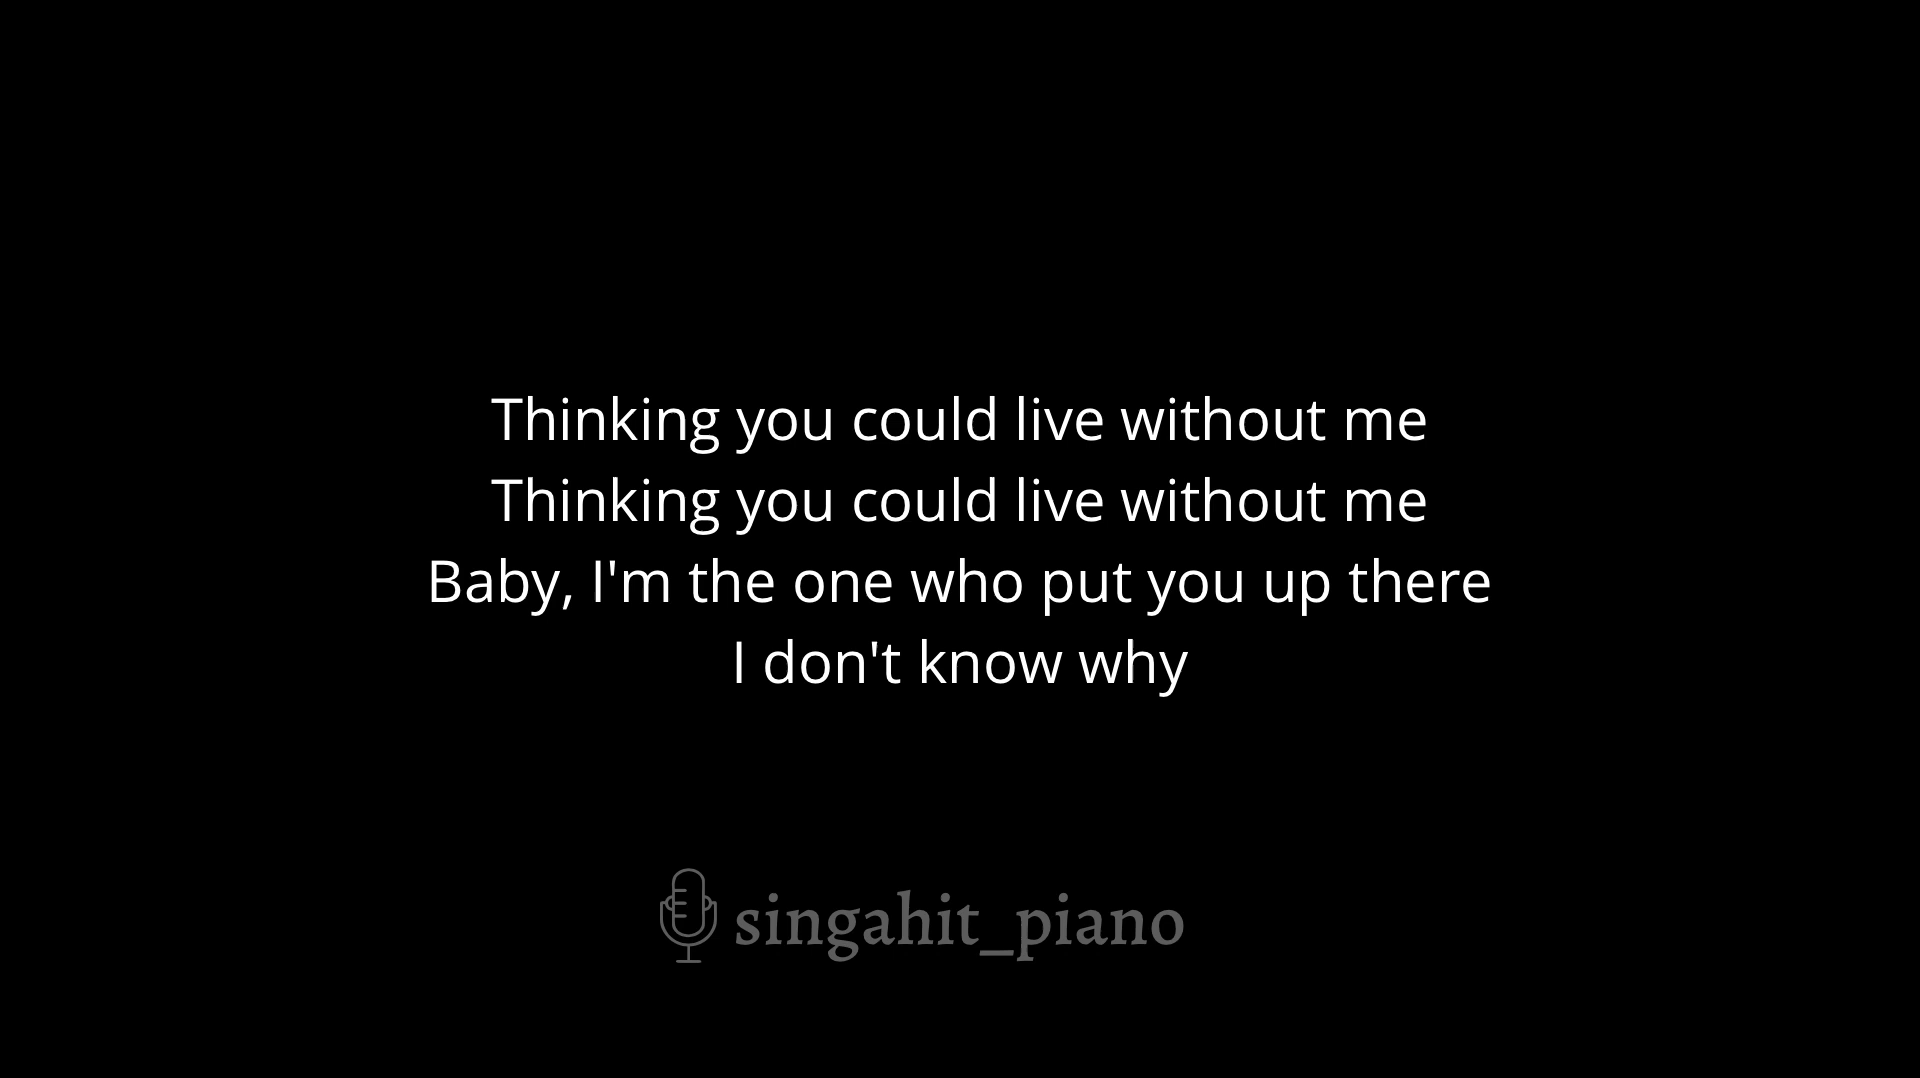 Thinking you could live without me
Thinking you could live without me
Baby, I'm the one who put you up there
I don't know why
singahit_piano